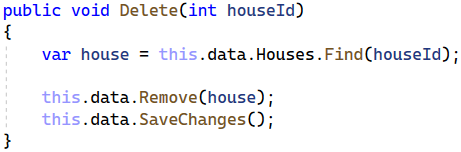 public void Delete(int houseId)
{
    var house = this.data.Houses.Find(houseId);

    this.data.Remove(house);
    this.data.SaveChanges();
}